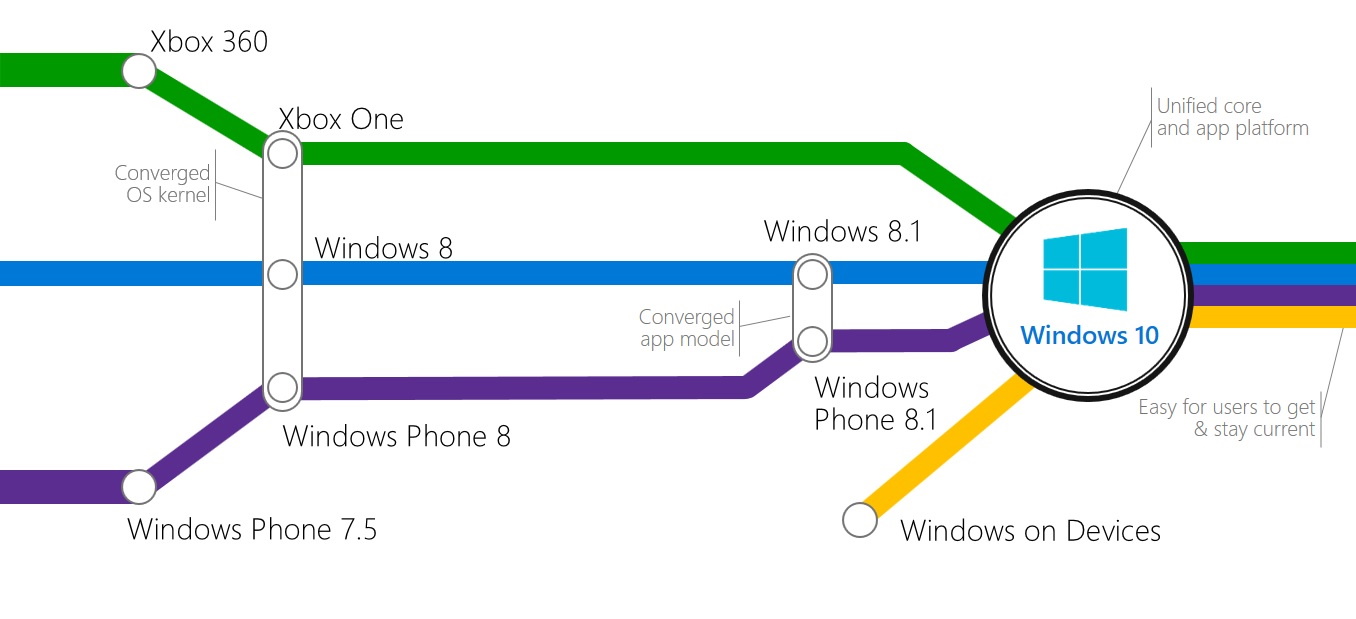 Xbox 360
Xbox One
Unified core
and app platform
Converged
OS kernel
Windows 8
Windows 8.1
Converged
app model
Windows 10
Windows
Phone 8.1
Easy for users to get
& stay current
Windows Phone 8
Windows Phone 7.5
Windows on Devices